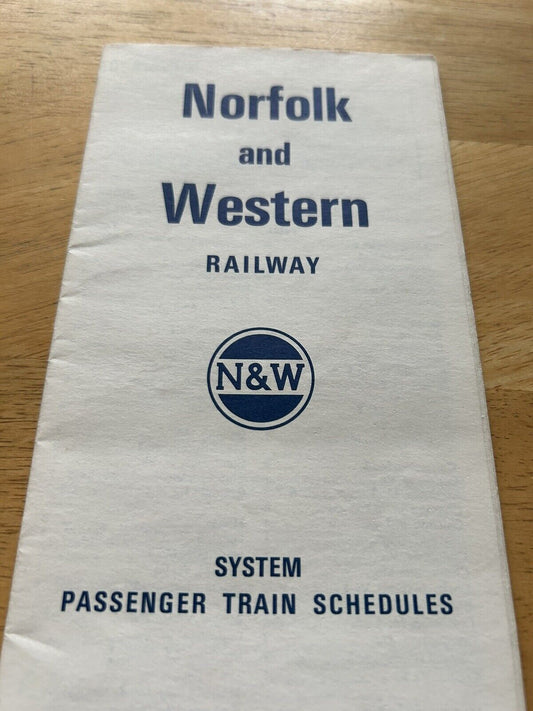 Norfolk
and
Western
RAILWAY
N&W
SYSTEM
PASSENGER TRAIN SCHEDULES